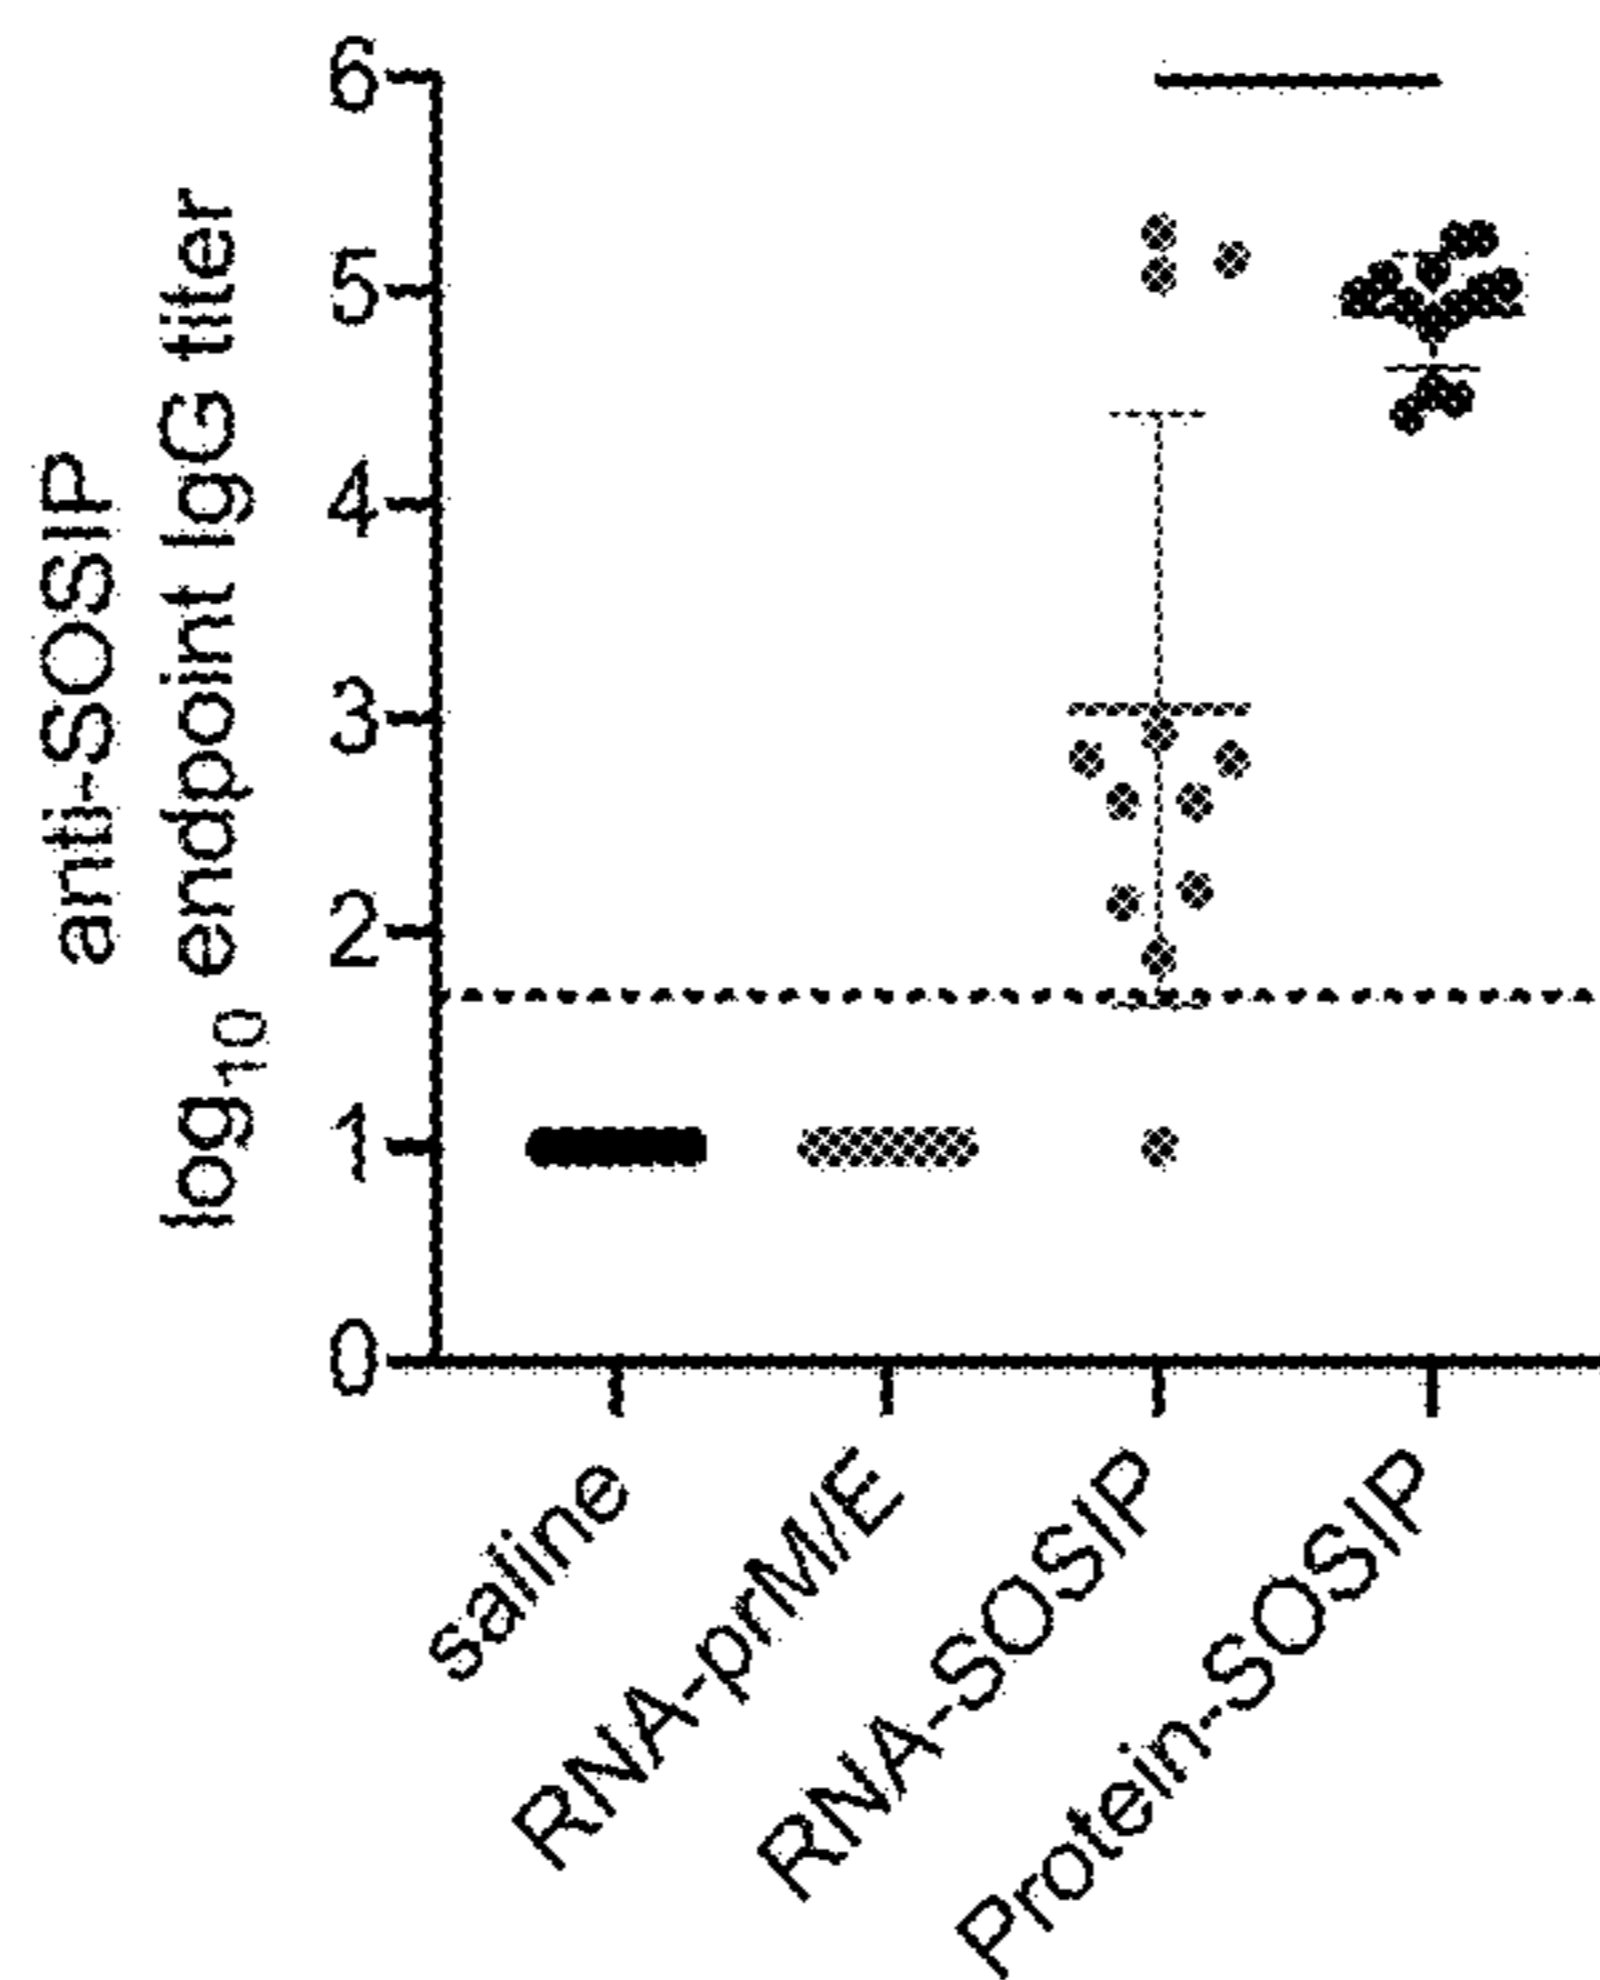 anti-SOSIP
log10 endpoint IgG titer
6
5
4
3
2
1
0
saline
RNA-prM/E
RNA-SOSIP
Protein-SOSIP